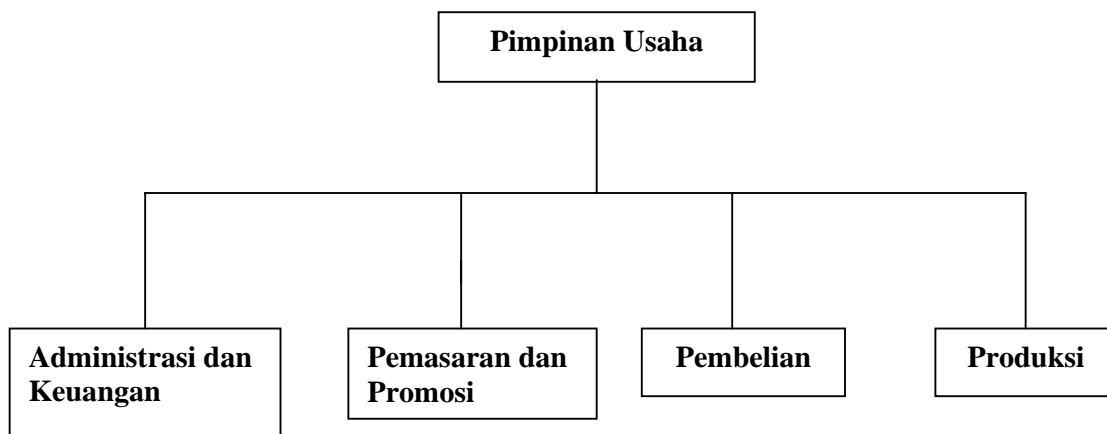 Pimpinan Usaha
Administrasi dan
Keuangan
Pemasaran dan
Promosi
Pembelian
Produksi